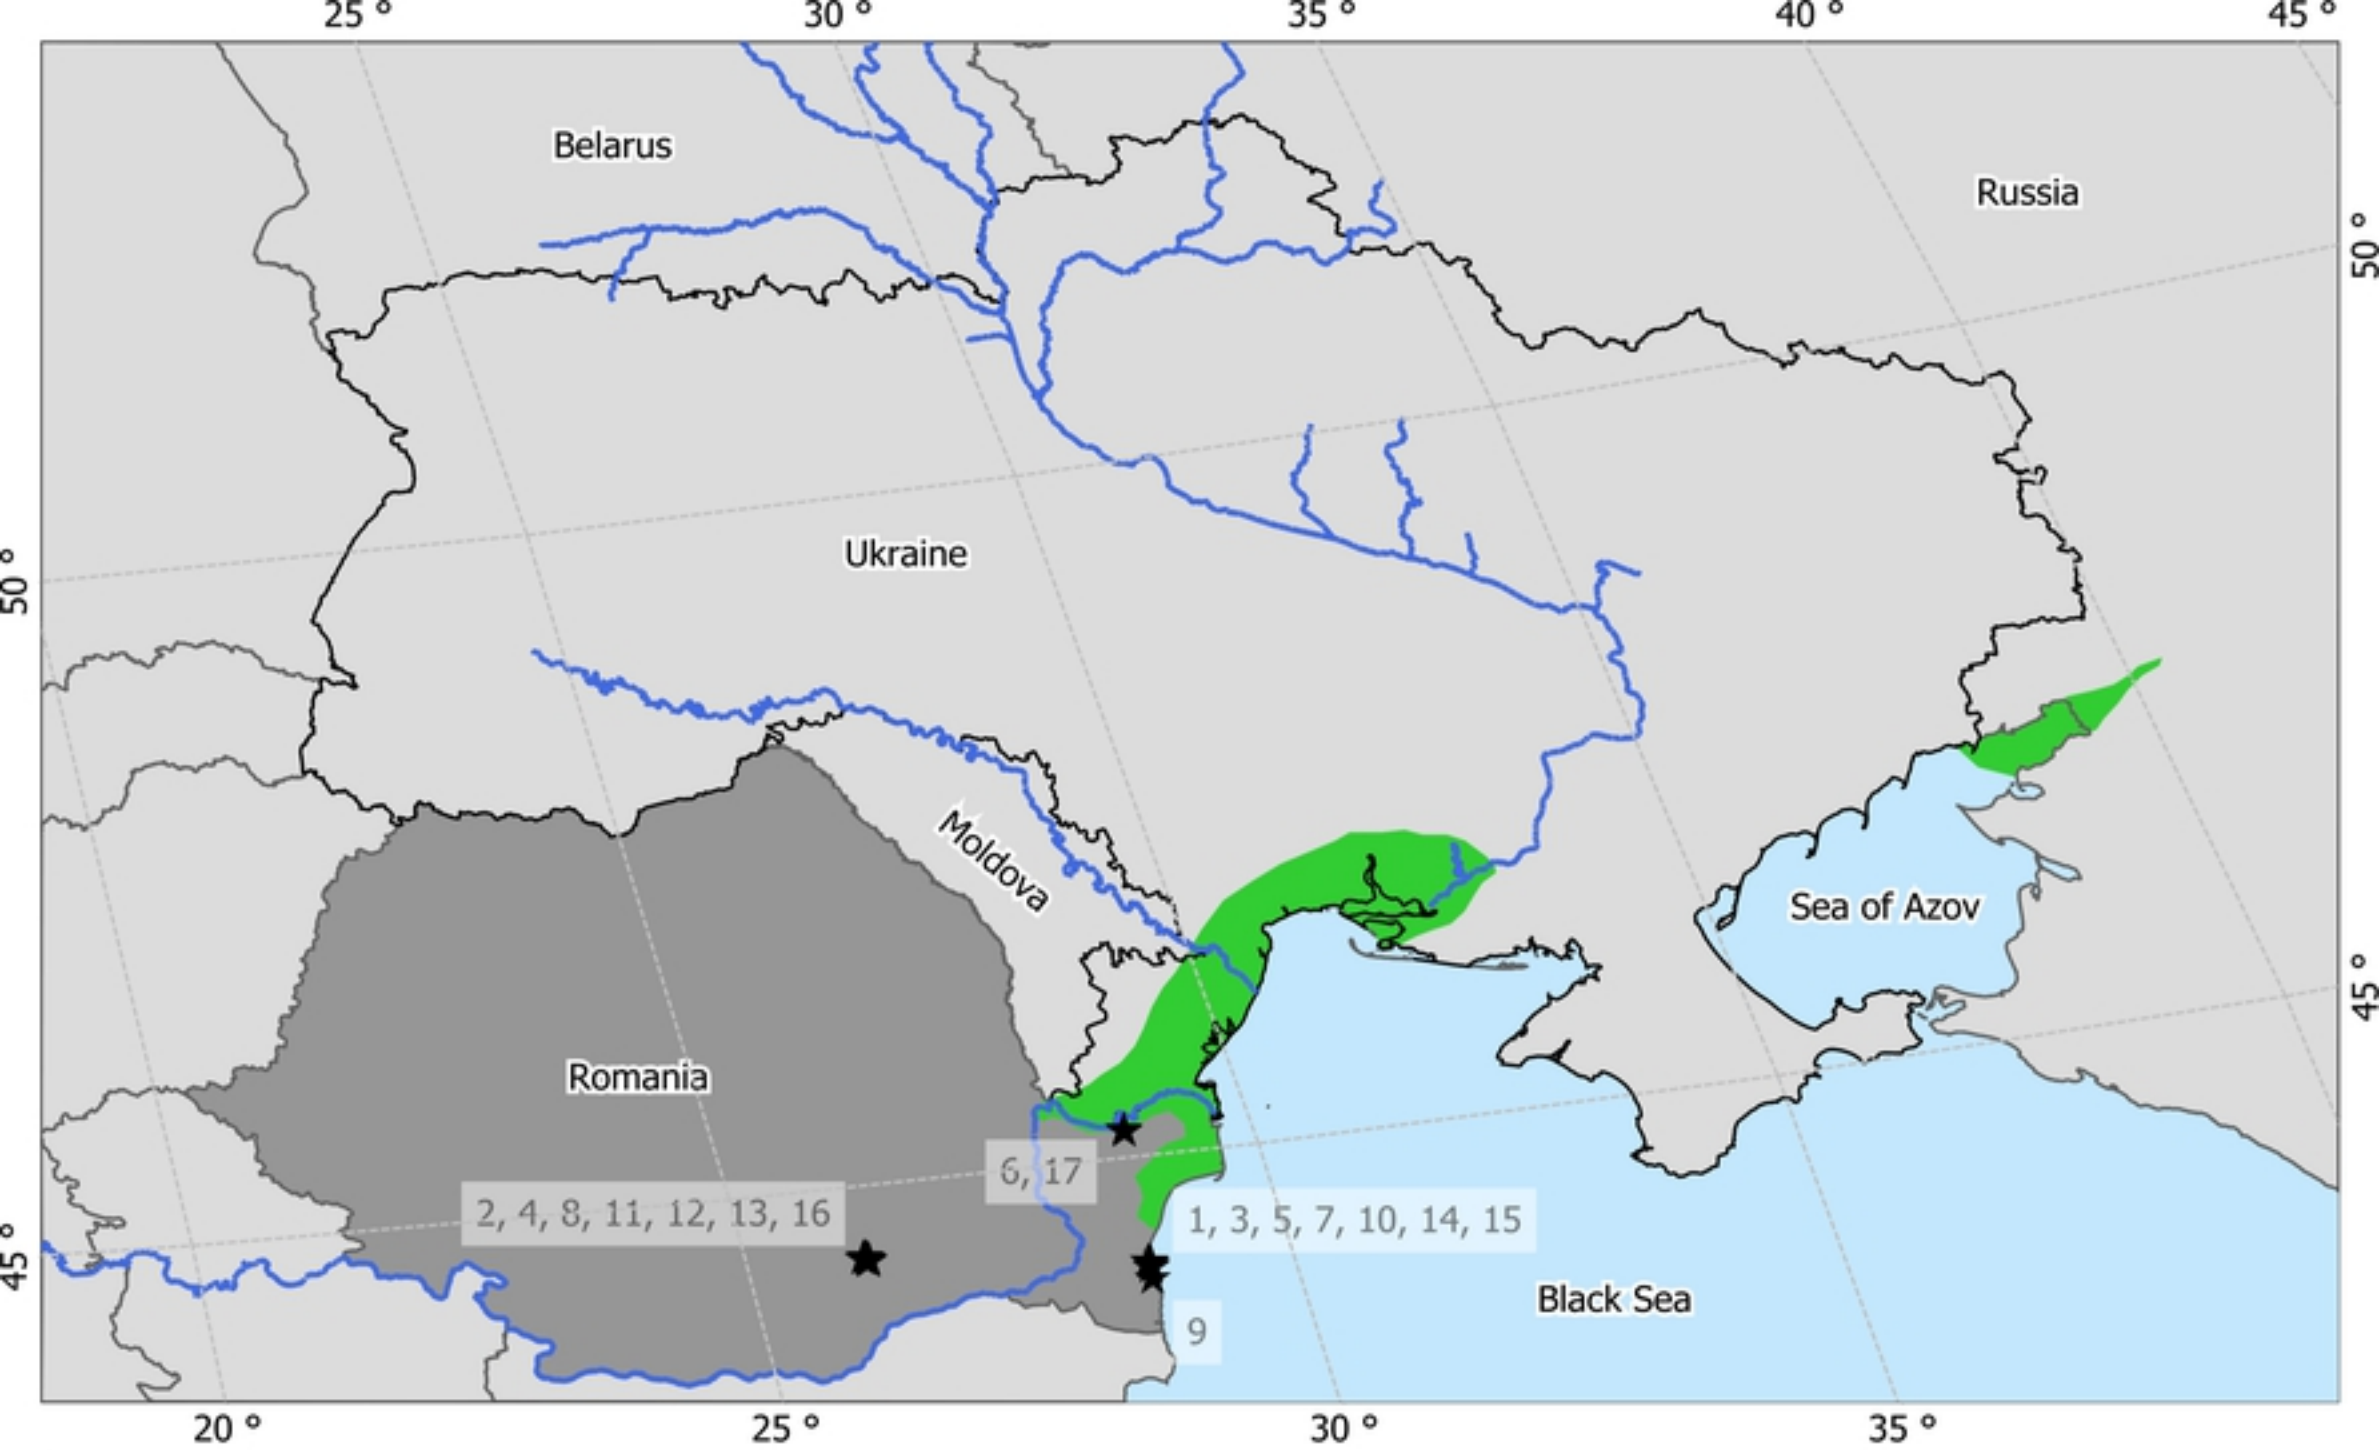 25 ° 30 ° 35 ° 40 ° 45 °
Belarus
Russia
50 °
Ukraine
50 °
Moldova
Sea of Azov
45 °
Romania
6, 17
2, 4, 8, 11, 12, 13, 16
1, 3, 5, 7, 10, 14, 15
45 °
Black Sea
9
20 ° 25 ° 30 ° 35 °